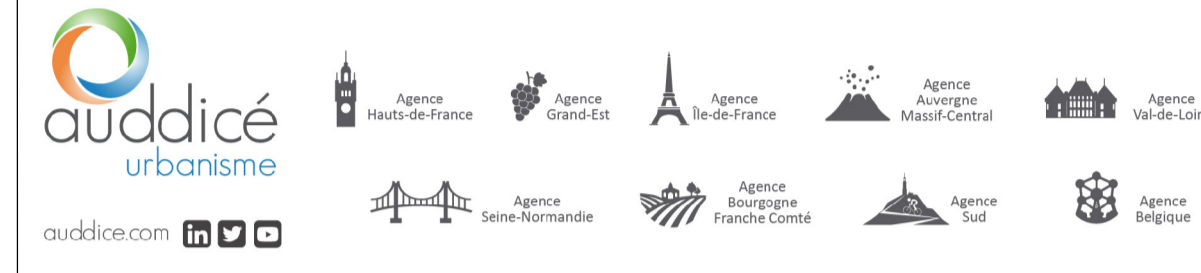 auddicé
urbanisme
auddice.com
Agence
Hauts-de-France
Agence
Grand-Est
Agence
Île-de-France
Agence
Auvergne
Massif-Central
Agence
Val-de-Loir
Agence
Seine-Normandie
Agence
Bourgogne
Franche Comté
Agence
Sud
Agence
Belgique